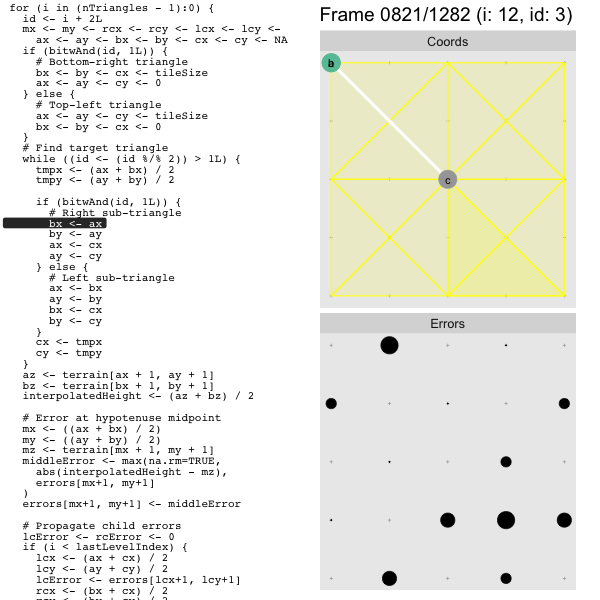 for (i in (nTriangles - 1):0) {
id <- i + 2L
mx <- my <- rcx <- rcy <- lcx <- lcy <-
ax <- ay <- bx <- by <- cx <- cy <- NA
if (bitwAnd(id, 1L)) {
# Bottom-right triangle
bx <- by <- cx <- tileSize
ax <- ay <- cy <- 0
} else {
# Top-left triangle
ax <- ay <- cy <- tileSize
bx <- by <- cx <- 0
}
# Find target triangle
while ((id <- (id %/% 2)) > 1L) {
tmpx <- (ax + bx) / 2
tmpy <- (ay + by) / 2
if (bitwAnd(id, 1L)) {
# Right sub-triangle
bx <- ax
by <- ay
ax <- cx
ay <- cy
} else {
# Left sub-triangle
ax <- bx
ay <- by
bx <- cx
by <- cy
}
cx <- tmpx
cy <- tmpy
}
az <- terrain[ax + 1, ay + 1]
bz <- terrain[bx + 1, by + 1]
interpolatedHeight <- (az + bz) / 2
# Error at hypotenuse midpoint
mx <- ((ax + bx) / 2)
my <- ((ay + by) / 2)
mz <- terrain[mx + 1, my + 1]
middleError <- max(na.rm=TRUE,
abs(interpolatedHeight - mz),
errors[mx+1, my+1]
)
errors[mx+1, my+1] <- middleError
# Propagate child errors
lcError <- rcError <- 0
if (i < lastLevelIndex) {
lcx <- (ax + cx) / 2
lcy <- (ay + cy) / 2
lcError <- errors[lcx+1, lcy+1]
rcx <- (bx + cx) / 2
Frame 0821/1282 (i: 12, id: 3)
Coords
b
c
Errors